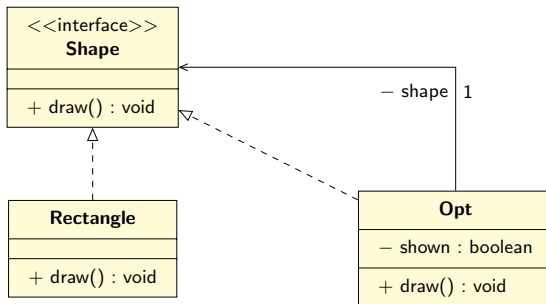 <<interface>>
Shape
+ draw() : void
− shape 1
Rectangle
+ draw() : void
Opt
− shown : boolean
+ draw() : void